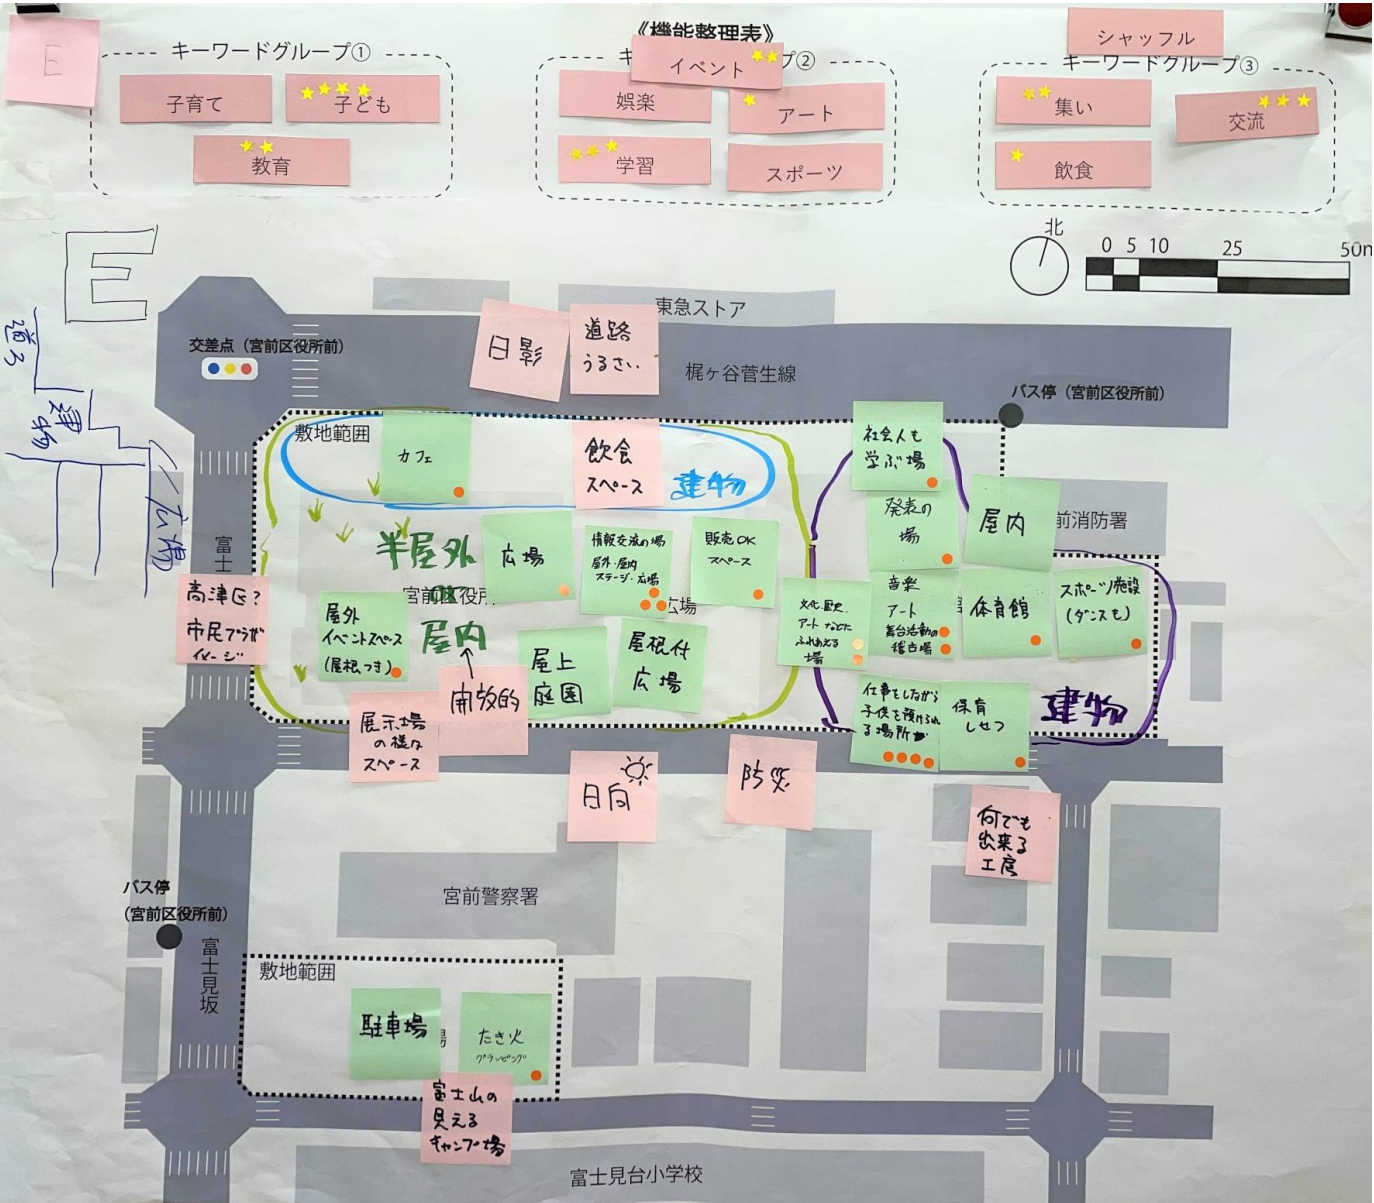 E
《機能整理表》
キーワードグループ①
子育て
子ども
教育
イベント
プ②
娯楽
アート
学習
スポーツ
シャッフル
キーワードグループ③
集い
交流
飲食
北
0 5 10 25 50m
E
道ろ
建物
広場
東急ストア
交差点（宮前区役所前）
日影
道路
うるさい
梶ヶ谷菅生線
バス停（宮前区役所前）
敷地範囲
カフェ
飲食
スペース
建物
社会人も
学ぶ場
発表の
場
屋内
前消防署
半屋外
広場
情報交流の場
屋外・屋内
ステージ・広場
販売OK
スペース
宮前区役所
広場
富士
高津区?
市民プラザ
イメージ
屋外
イベントスペース
(屋根つき)
屋内
開放的
屋上
庭園
屋根付
広場
文化・歴史
アートなどに
ふれあえる
場
音楽
アート
舞台活動の
稽古場
体育館
スポーツ施設
(ダンスも)
仕事をしながら
子供を預けられ
る場所
保育
しせつ
建物
展示場
の様な
スペース
日向
防災
何でも
出来る
工房
宮前警察署
バス停
（宮前区役所前）
富士見坂
敷地範囲
駐車場
場
たき火
グランピング
富士山の
見える
キャンプ場
富士見台小学校